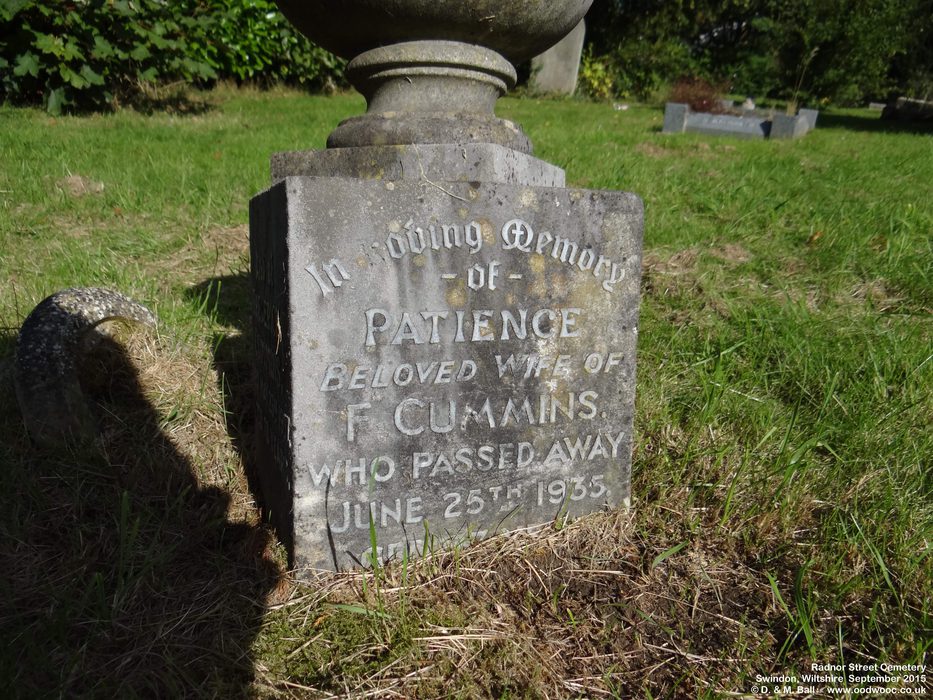 In Loving Memory
- of -
PATIENCE
BELOVED WIFE OF
F CUMMINS.
WHO PASSED AWAY
JUNE 25TH 1935.
Radnor Street Cemetery
Swindon, Wiltshire September 2015
© D. & M. Ball www.oodwooc.co.uk